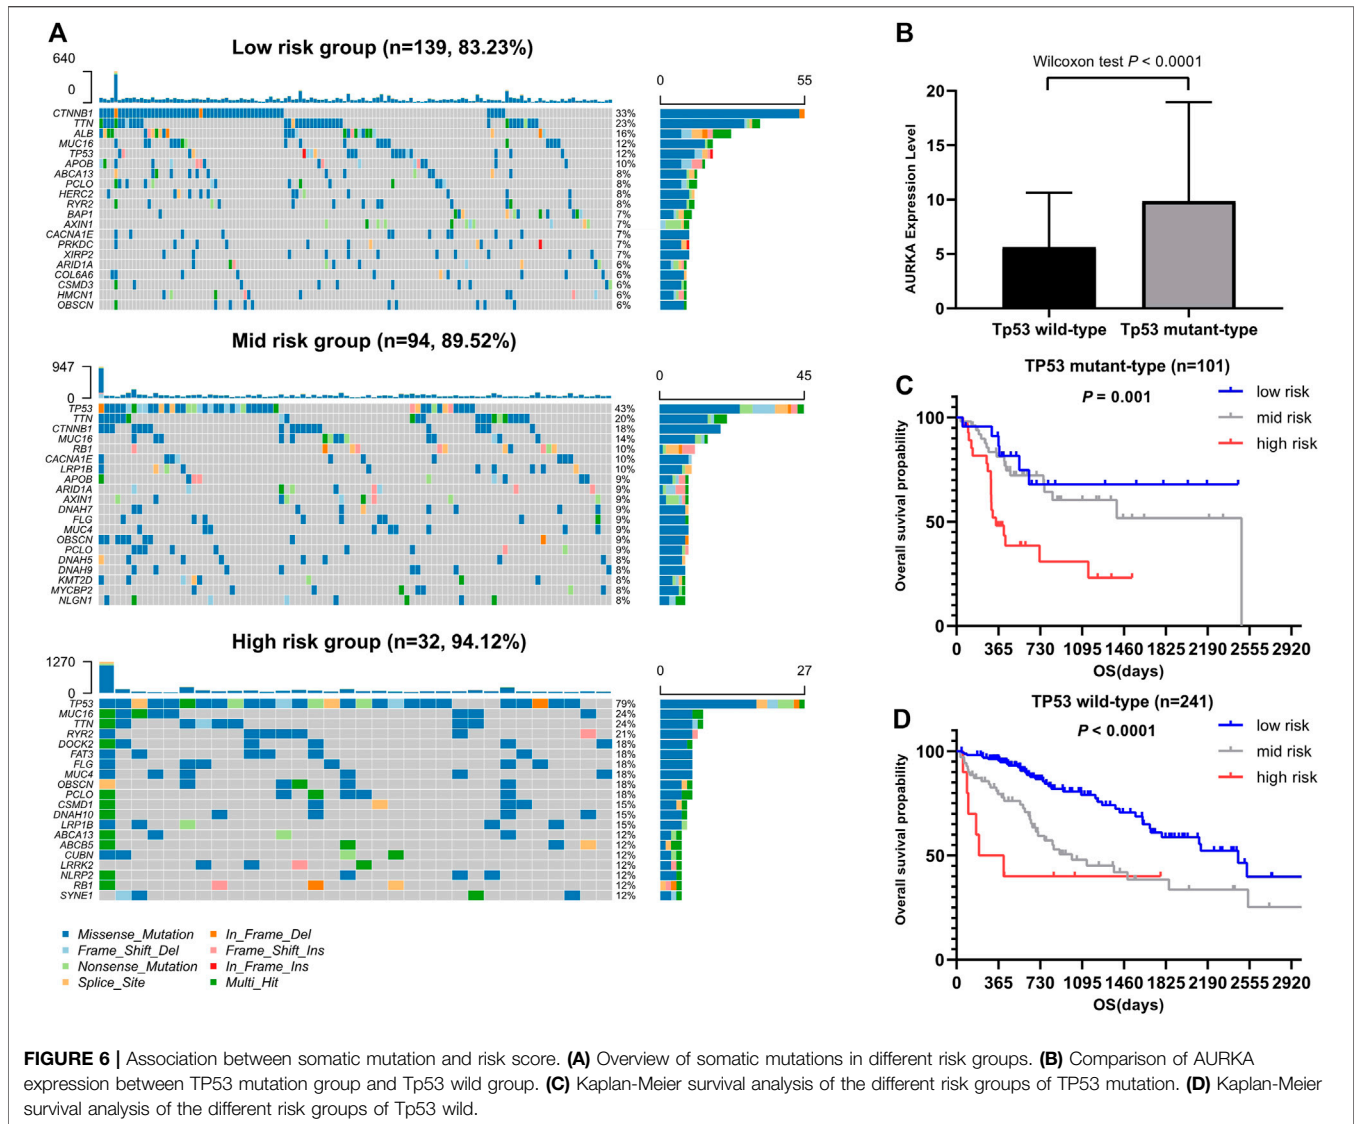 A
Low risk group (n=139, 83.23%)
640
0
0 55
CTNNB1 33%
TTN 23%
ALB 16%
MUC16 12%
TP53 12%
APOB 10%
ABCA13 8%
PCLO 8%
HERC2 8%
RYR2 8%
BAP1 7%
AXIN1 7%
CACNA1E 7%
PRKDC 7%
XIRP2 7%
ARID1A 6%
COL6A6 6%
CSMD3 6%
HMCN1 6%
OBSCN 6%
Mid risk group (n=94, 89.52%)
947
0
0 45
TP53 43%
TTN 20%
CTNNB1 18%
MUC16 14%
RB1 10%
CACNA1E 10%
LRP1B 10%
APOB 9%
ARID1A 9%
AXIN1 9%
DNAH7 9%
FLG 9%
MUC4 9%
OBSCN 9%
PCLO 9%
DNAH5 8%
DNAH9 8%
KMT2D 8%
MYCBP2 8%
NLGN1 8%
High risk group (n=32, 94.12%)
1270
0
0 27
TP53 79%
MUC16 24%
TTN 24%
RYR2 21%
DOCK2 18%
FAT3 18%
FLG 18%
MUC4 18%
OBSCN 18%
PCLO 18%
CSMD1 15%
DNAH10 15%
LRP1B 15%
ABCA13 12%
ABCB5 12%
CUBN 12%
LRRK2 12%
NLRP2 12%
RB1 12%
SYNE1 12%
Missense_Mutation In_Frame_Del
Frame_Shift_Del Frame_Shift_Ins
Nonsense_Mutation In_Frame_Ins
Splice_Site Multi_Hit
B
Wilcoxon test P < 0.0001
AURKA Expression Level
20
15
10
5
0
Tp53 wild-type Tp53 mutant-type
C
TP53 mutant-type (n=101)
P = 0.001
low risk
mid risk
high risk
Overall suvival propability
100
50
0
0 365 730 1095 1460 1825 2190 2555 2920
OS(days)
D
TP53 wild-type (n=241)
P < 0.0001
low risk
mid risk
high risk
Overall suvival propability
100
50
0
0 365 730 1095 1460 1825 2190 2555 2920
OS(days)
FIGURE 6 | Association between somatic mutation and risk score. (A) Overview of somatic mutations in different risk groups. (B) Comparison of AURKA
expression between TP53 mutation group and Tp53 wild group. (C) Kaplan-Meier survival analysis of the different risk groups of TP53 mutation. (D) Kaplan-Meier
survival analysis of the different risk groups of Tp53 wild.